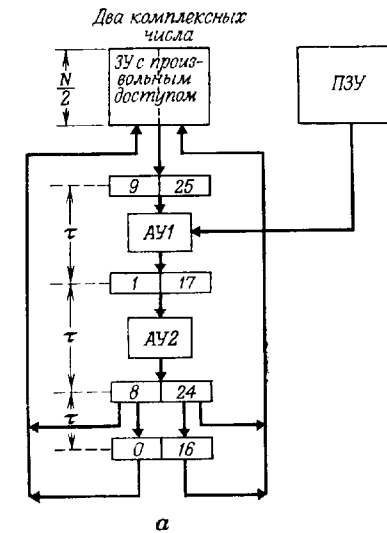 Два комплексных
числа
ЗУ с произ-
вольным
доступом
N
2
ПЗУ
9 25
АУ1
τ
1 17
τ
АУ2
8 24
τ
0 16
а